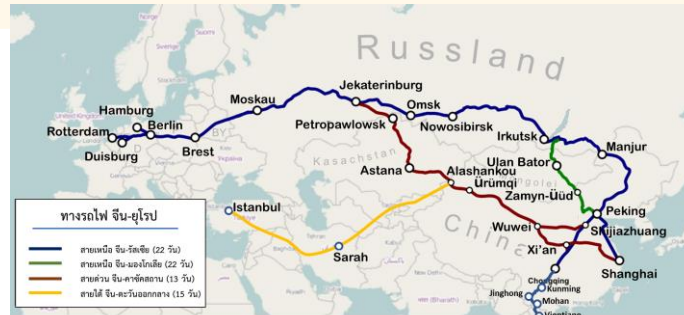 Russland
Jekaterinburg
Moskau
Omsk
Hamburg
Berlin
Petropawlowsk
Nowosibirsk
Rotterdam
Irkutsk
Manjur
Duisburg
Brest
Ulan Bator
Kasachstan
Astana
Alashankou
Ürümqi
Zamyn-Üüd
Istanbul
Peking
Wuwei
Shijiazhuang
China
Sarah
Xi'an
Shanghai
Chongqing
Kunming
Jinghong
Mohan
Vientiane
ทางรถไฟ จีน-ยุโรป
สายเหนือ จีน-รัสเซีย (22 วัน)
สายเหนือ จีน-มองโกเลีย (22 วัน)
สายด่วน จีน-คาซัคสถาน (13 วัน)
สายใต้ จีน-ตะวันออกกลาง (15 วัน)